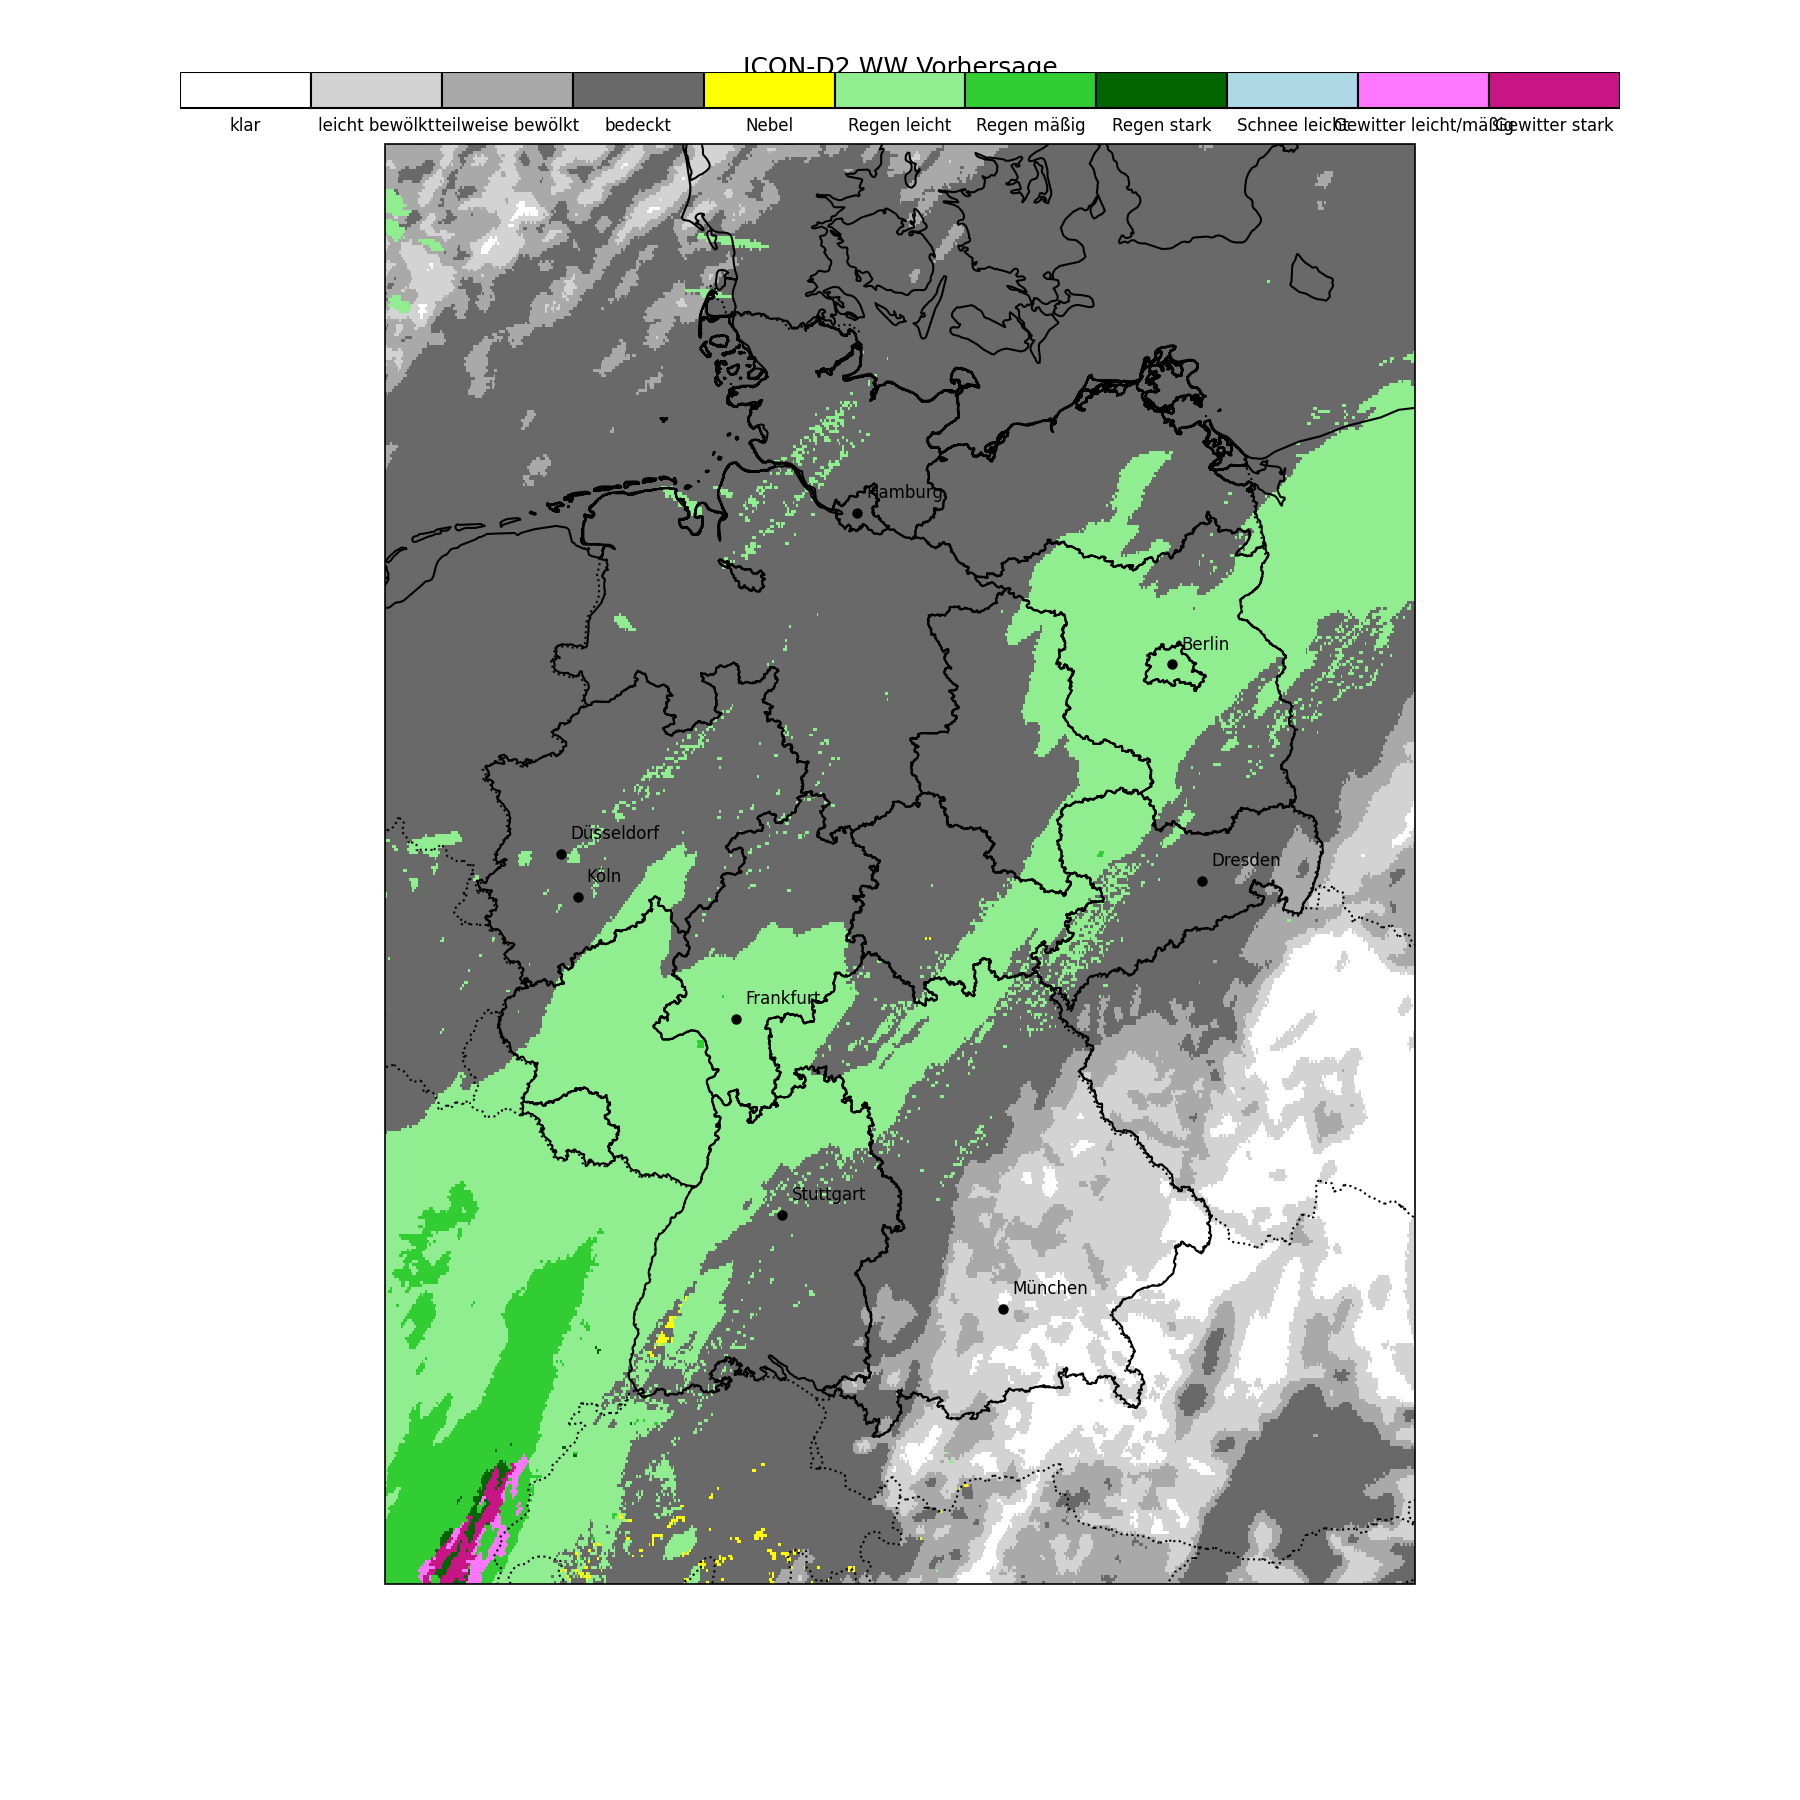 ICON-D2 WW Vorhersage
klar
leicht bewölkt
teilweise bewölkt
bedeckt
Nebel
Regen leicht
Regen mäßig
Regen stark
Schnee leicht
Gewitter leicht/mäßig
Gewitter stark
Hamburg
Berlin
Düsseldorf
Dresden
Köln
Frankfurt
Stuttgart
München